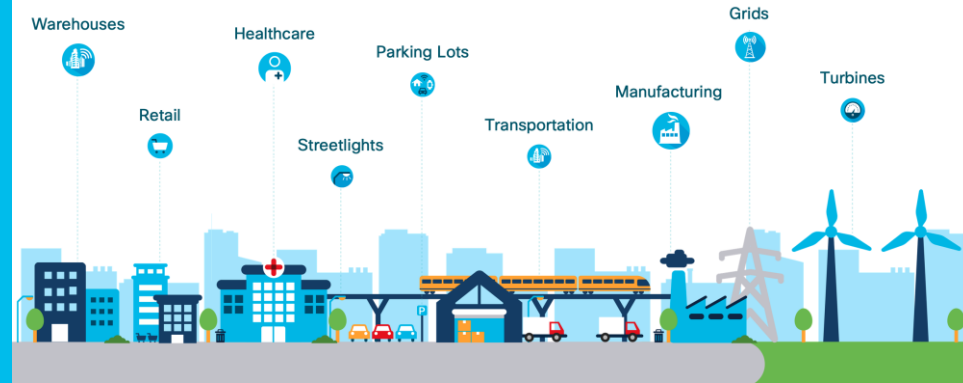 Warehouses
Healthcare
Parking Lots
Grids
Retail
Streetlights
Transportation
Manufacturing
Turbines
P